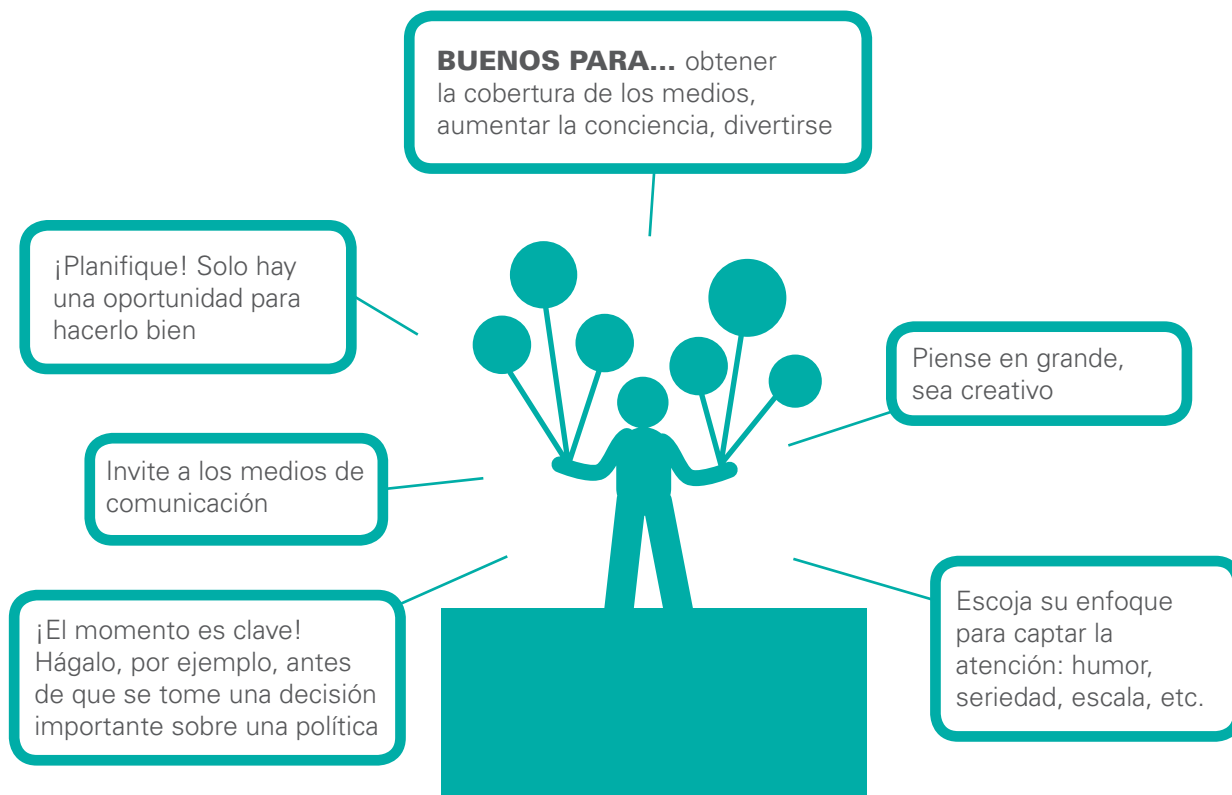 BUENOS PARA... obtener
la cobertura de los medios,
aumentar la conciencia, divertirse
¡Planifique! Solo hay
una oportunidad para
hacerlo bien
Piense en grande,
sea creativo
Invite a los medios de
comunicación
¡El momento es clave!
Hágalo, por ejemplo, antes
de que se tome una decisión
importante sobre una política
Escoja su enfoque
para captar la
atención: humor,
seriedad, escala, etc.